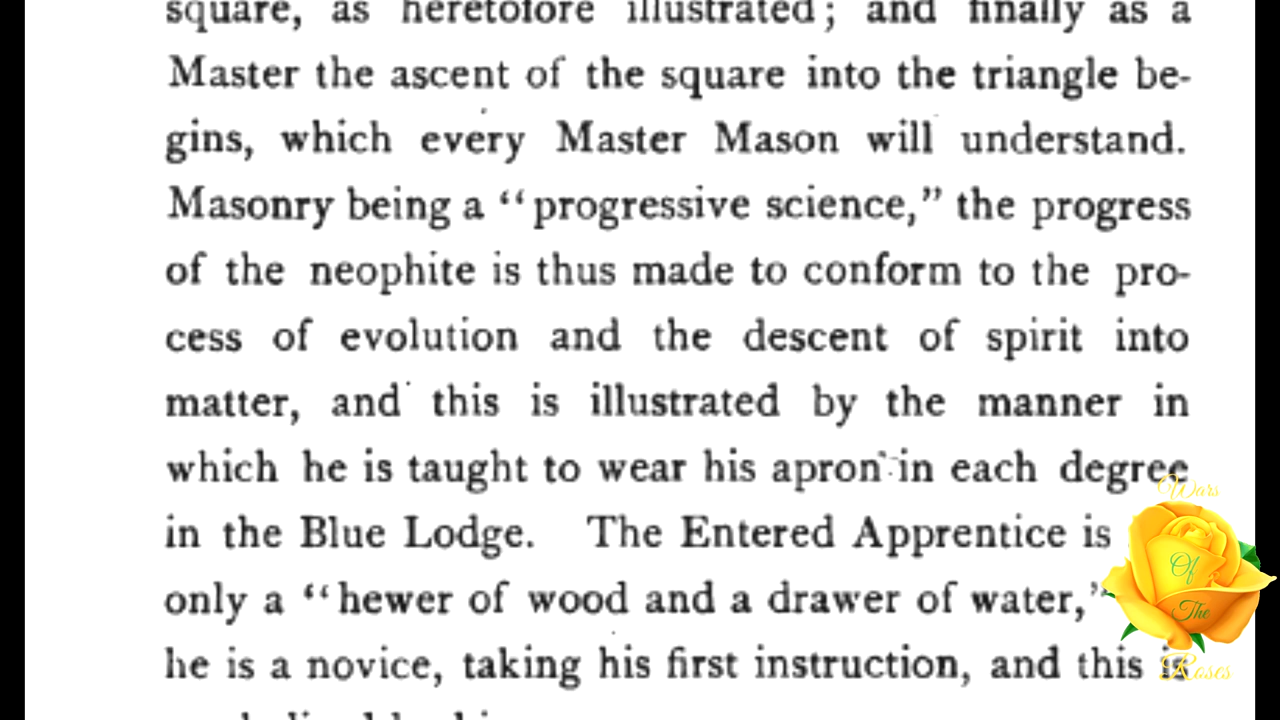 square, as heretofore illustrated; and finally as a
Master the ascent of the square into the triangle be-
gins, which every Master Mason will understand.
Masonry being a “progressive science,” the progress
of the neophite is thus made to conform to the pro-
cess of evolution and the descent of spirit into
matter, and this is illustrated by the manner in
which he is taught to wear his apron in each degree
in the Blue Lodge. The Entered Apprentice is
only a “hewer of wood and a drawer of water,”
he is a novice, taking his first instruction, and this is
Wars
Of
The
Roses